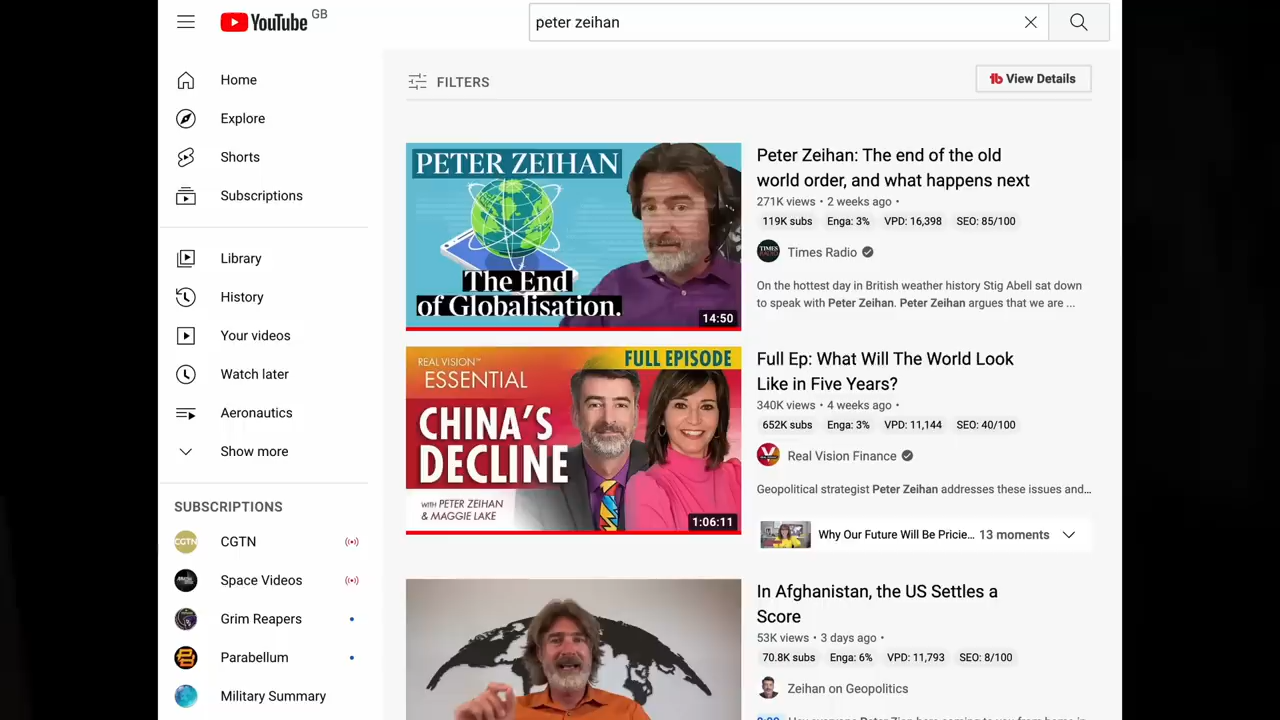 YouTube GB
peter zeihan
Home
Explore
Shorts
Subscriptions
Library
History
Your videos
Watch later
Aeronautics
Show more
SUBSCRIPTIONS
CGTN
CGTN
Space Videos
Grim Reapers
Parabellum
Military Summary
FILTERS
tb View Details
PETER ZEIHAN
The End
of Globalisation.
14:50
Peter Zeihan: The end of the old
world order, and what happens next
271K views • 2 weeks ago •
119K subs Enga: 3% VPD: 16,398 SEO: 85/100
TIMES RADIO
Times Radio
On the hottest day in British weather history Stig Abell sat down
to speak with Peter Zeihan. Peter Zeihan argues that we are ...
REAL VISION™
ESSENTIAL
FULL EPISODE
CHINA'S
DECLINE
with PETER ZEIHAN
& MAGGIE LAKE
1:06:11
Full Ep: What Will The World Look
Like in Five Years?
340K views • 4 weeks ago •
652K subs Enga: 3% VPD: 11,144 SEO: 40/100
Real Vision Finance
Geopolitical strategist Peter Zeihan addresses these issues and...
Why Our Future Will Be Pricie... 13 moments
In Afghanistan, the US Settles a
Score
53K views • 3 days ago •
70.8K subs Enga: 6% VPD: 11,793 SEO: 8/100
Zeihan on Geopolitics